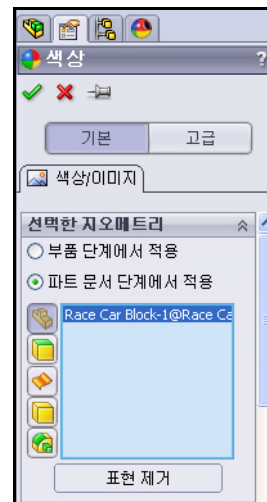 색상
?
기본
고급
색상/이미지
선택한 지오메트리
부품 단계에서 적용
파트 문서 단계에서 적용
Race Car Block-1@Race Ca
표현 제거